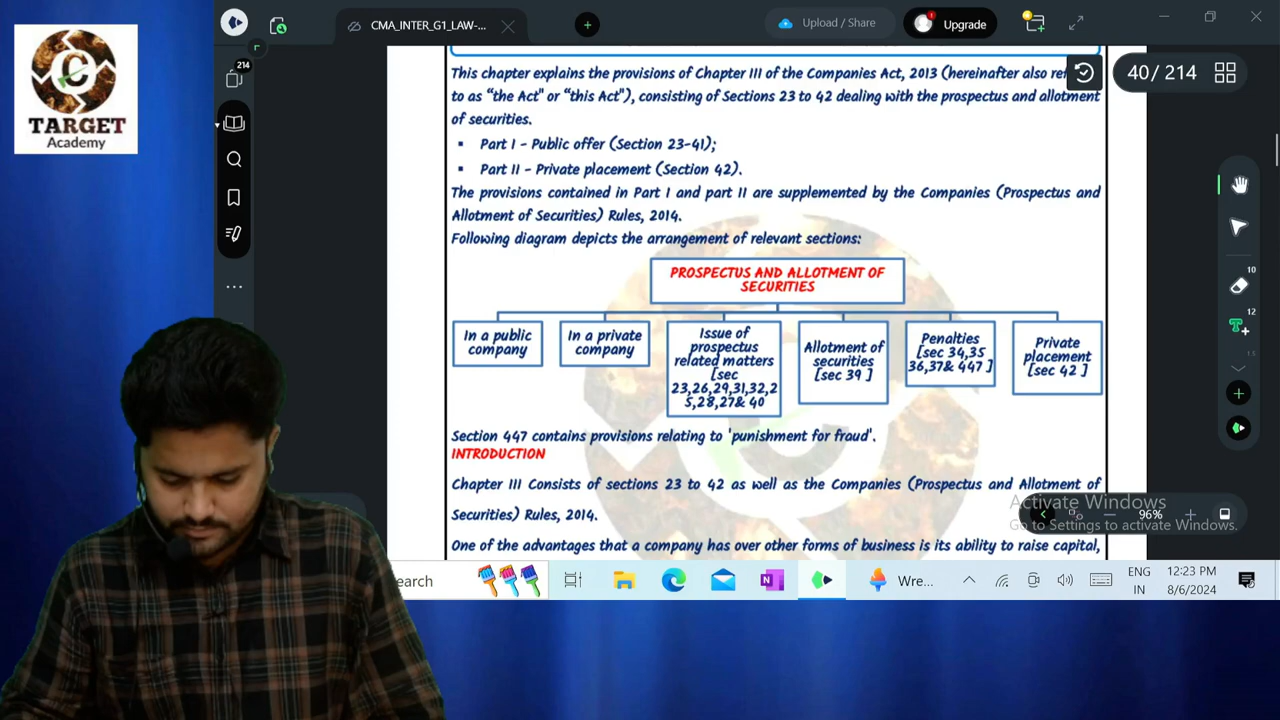 TARGET
Academy
214
CMA_INTER_G1_LAW-...
Upload / Share
Upgrade
40/ 214
This chapter explains the provisions of Chapter III of the Companies Act, 2013 (hereinafter also re
to as “the Act” or “this Act”), consisting of Sections 23 to 42 dealing with the prospectus and allotment
of securities.
▪ Part I - Public offer (Section 23-41);
▪ Part II - Private placement (Section 42).
The provisions contained in Part I and part II are supplemented by the Companies (Prospectus and
Allotment of Securities) Rules, 2014.
Following diagram depicts the arrangement of relevant sections:
PROSPECTUS AND ALLOTMENT OF
SECURITIES
In a public
company
In a private
company
Issue of
prospectus
related matters
[sec
23,26,29,31,32,2
5,28,27& 40
Allotment of
securities
[sec 39 ]
Penalties
[sec 34,35
36,37& 447 ]
Private
placement
[sec 42 ]
Section 447 contains provisions relating to 'punishment for fraud'.
INTRODUCTION
Chapter III Consists of sections 23 to 42 as well as the Companies (Prospectus and Allotment of
Securities) Rules, 2014.
One of the advantages that a company has over other forms of business is its ability to raise capital,
10
12
1.5
Activate Windows
Go to Settings to activate Windows.
96%
earch
Wre...
ENG
IN
12:23 PM
8/6/2024